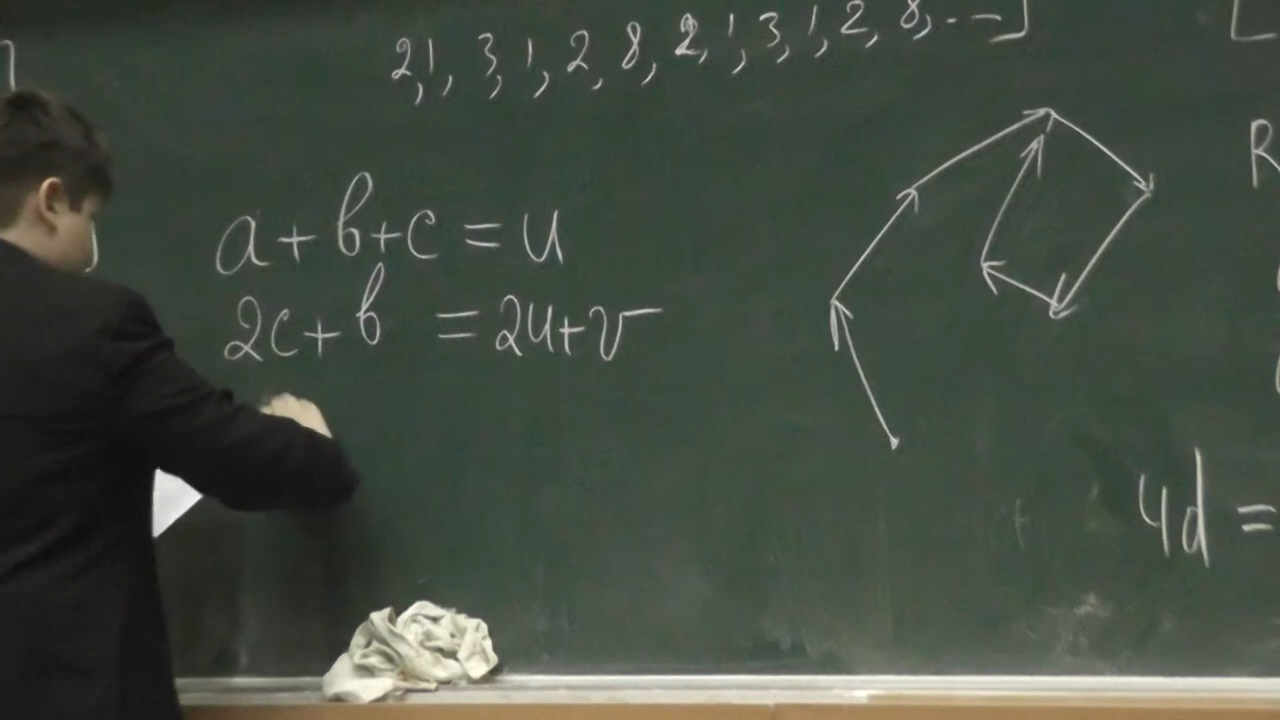 2, 1, 3, 1, 2, 8, 2, 1, 3, 1, 2, 8, ...]
[
]
R
a + b + c = u
2c + b = 2u + v
4d =